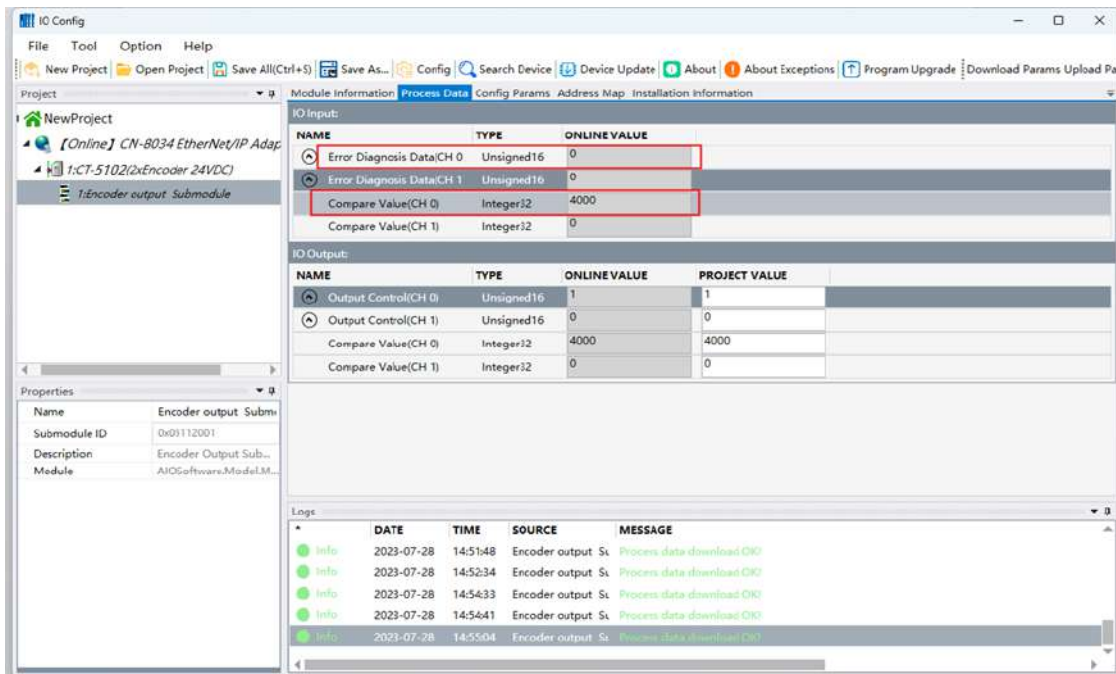 IO Config
File Tool Option Help
New Project Open Project Save All(Ctrl+S) Save As... Config Search Device Device Update About About Exceptions Program Upgrade Download Params Upload Pa
Project
Module Information Process Data Config Params Address Map Installation Information
NewProject
[Online] CN-8034 EtherNet/IP Adap
1:CT-5102(2xEncoder 24VDC)
1:Encoder output Submodule
IO Input:
NAME TYPE ONLINE VALUE
Error Diagnosis Data(CH 0 Unsigned16 0
Error Diagnosis Data(CH 1 Unsigned16 0
Compare Value(CH 0) Integer32 4000
Compare Value(CH 1) Integer32 0
IO Output:
NAME TYPE ONLINE VALUE PROJECT VALUE
Output Control(CH 0) Unsigned16 1 1
Output Control(CH 1) Unsigned16 0 0
Compare Value(CH 0) Integer32 4000 4000
Compare Value(CH 1) Integer32 0 0
Properties
Name Encoder output Subm
Submodule ID
Description Encoder Output Sub...
Module AIOSoftware.Model.M...
Logs
DATE TIME SOURCE MESSAGE
Info 2023-07-28 14:51:48 Encoder output Su Process data download OK!
Info 2023-07-28 14:52:34 Encoder output Su Process data download OK!
Info 2023-07-28 14:54:33 Encoder output Su Process data download OK!
Info 2023-07-28 14:54:41 Encoder output Su Process data download OK!
Info 2023-07-28 14:55:04 Encoder output Su Process data download OK!